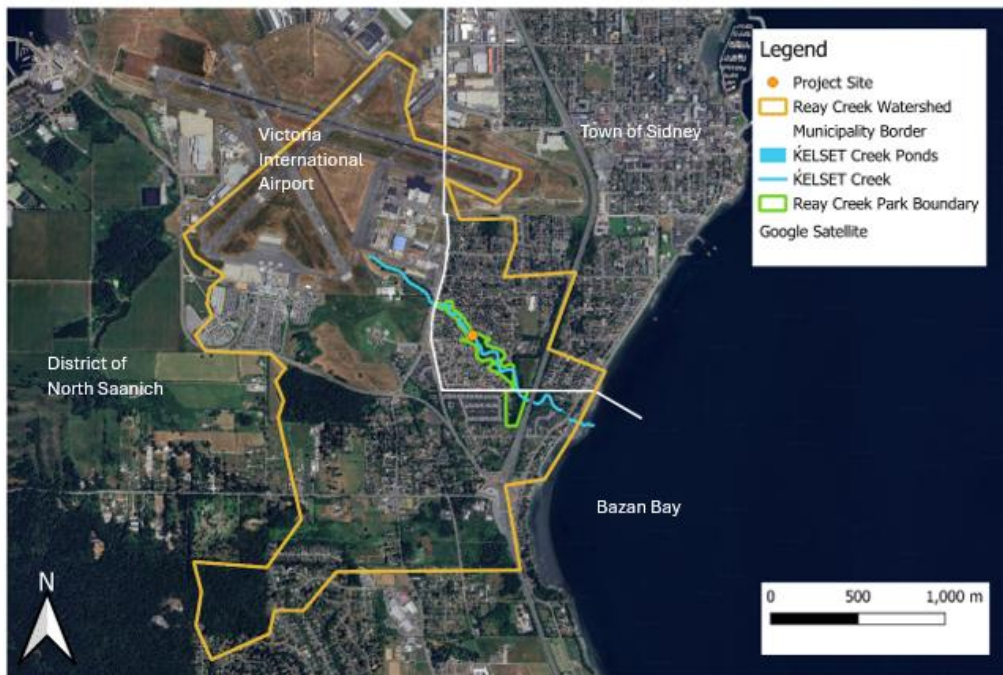 Legend
Project Site
Reay Creek Watershed
Municipality Border
ḰELSET Creek Ponds
ḰELSET Creek
Reay Creek Park Boundary
Google Satellite
Victoria
International
Airport
Town of Sidney
District of
North Saanich
Bazan Bay
N
0 500 1,000 m